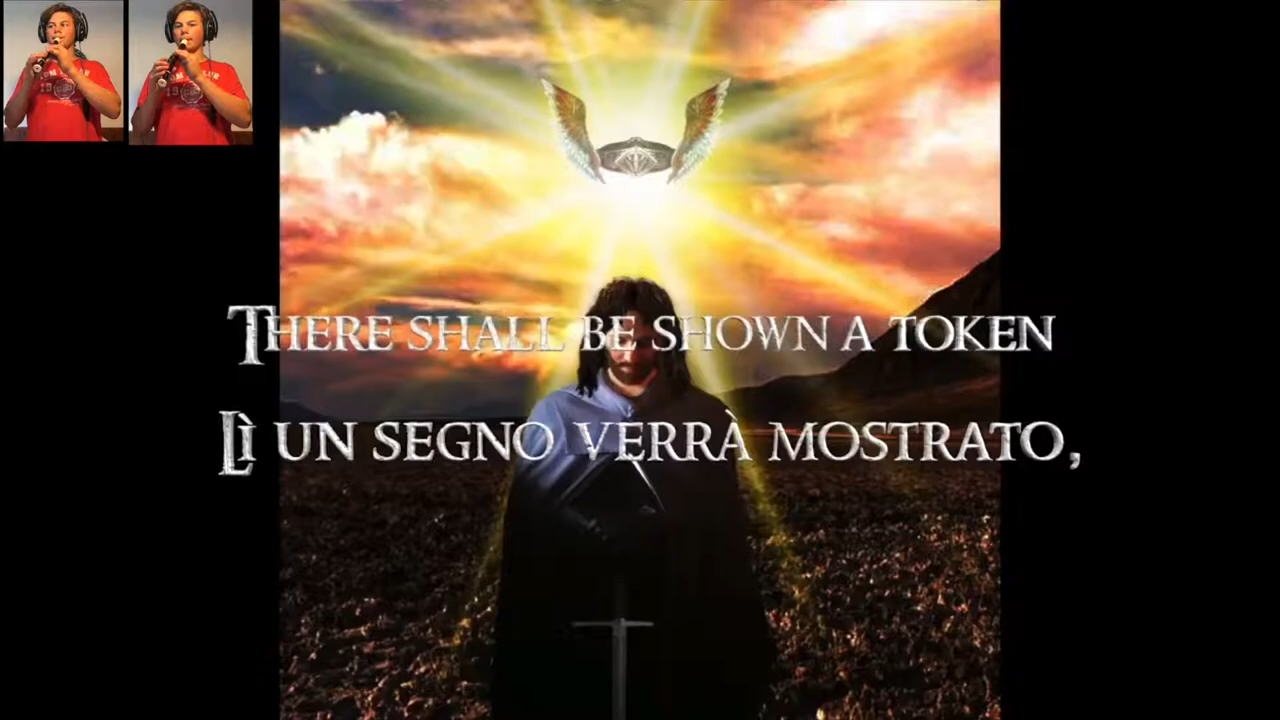 There shall be shown a token
Lì un segno verrà mostrato,